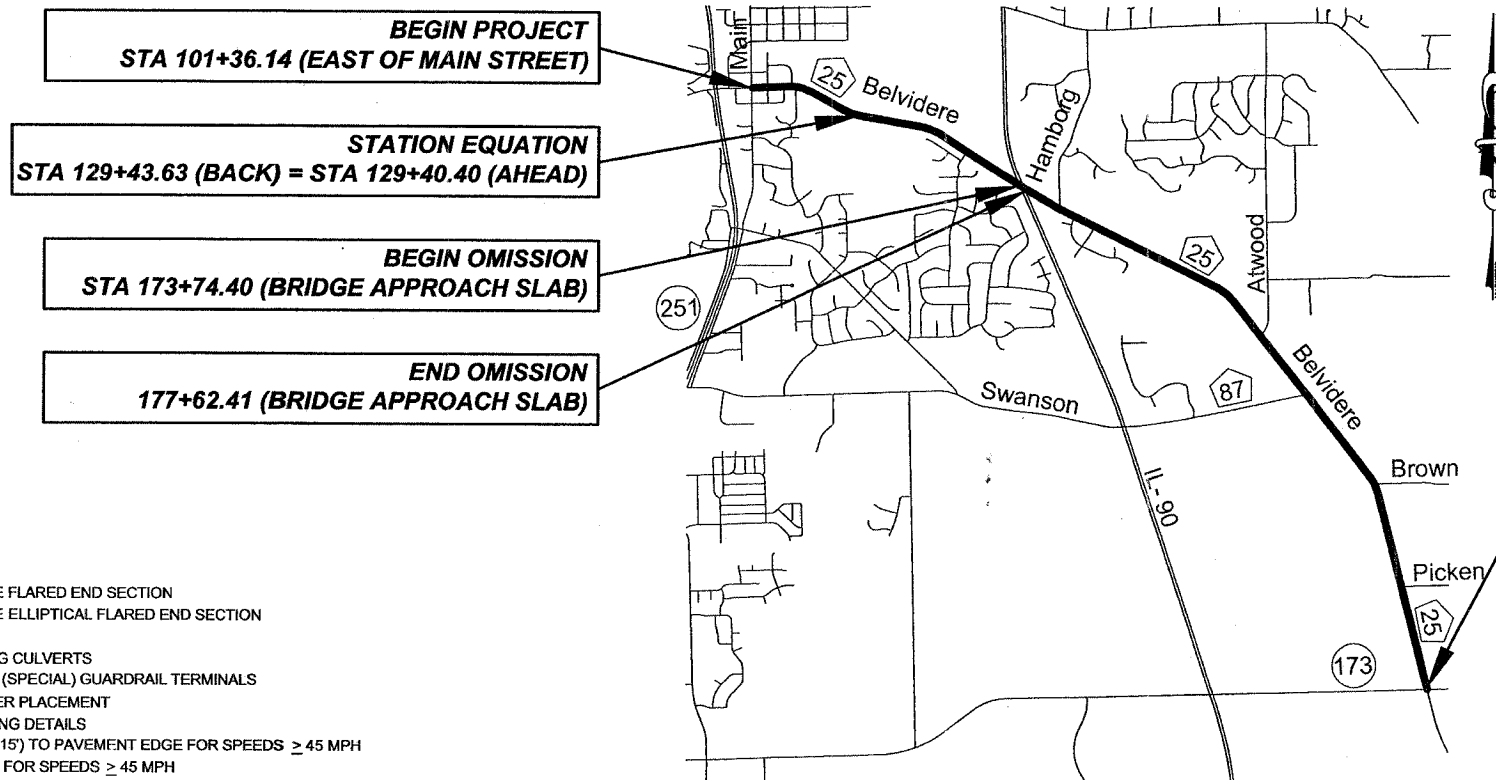 BEGIN PROJECT
STA 101+36.14 (EAST OF MAIN STREET)
STATION EQUATION
STA 129+43.63 (BACK) = STA 129+40.40 (AHEAD)
BEGIN OMISSION
STA 173+74.40 (BRIDGE APPROACH SLAB)
END OMISSION
177+62.41 (BRIDGE APPROACH SLAB)
Main
25
Belvidere
Hamborg
25
Atwood
251
Belvidere
87
Swanson
Brown
IL-90
Picken
25
173
E FLARED END SECTION
E ELLIPTICAL FLARED END SECTION
G CULVERTS
(SPECIAL) GUARDRAIL TERMINALS
ER PLACEMENT
NG DETAILS
15') TO PAVEMENT EDGE FOR SPEEDS ≥ 45 MPH
FOR SPEEDS ≥ 45 MPH